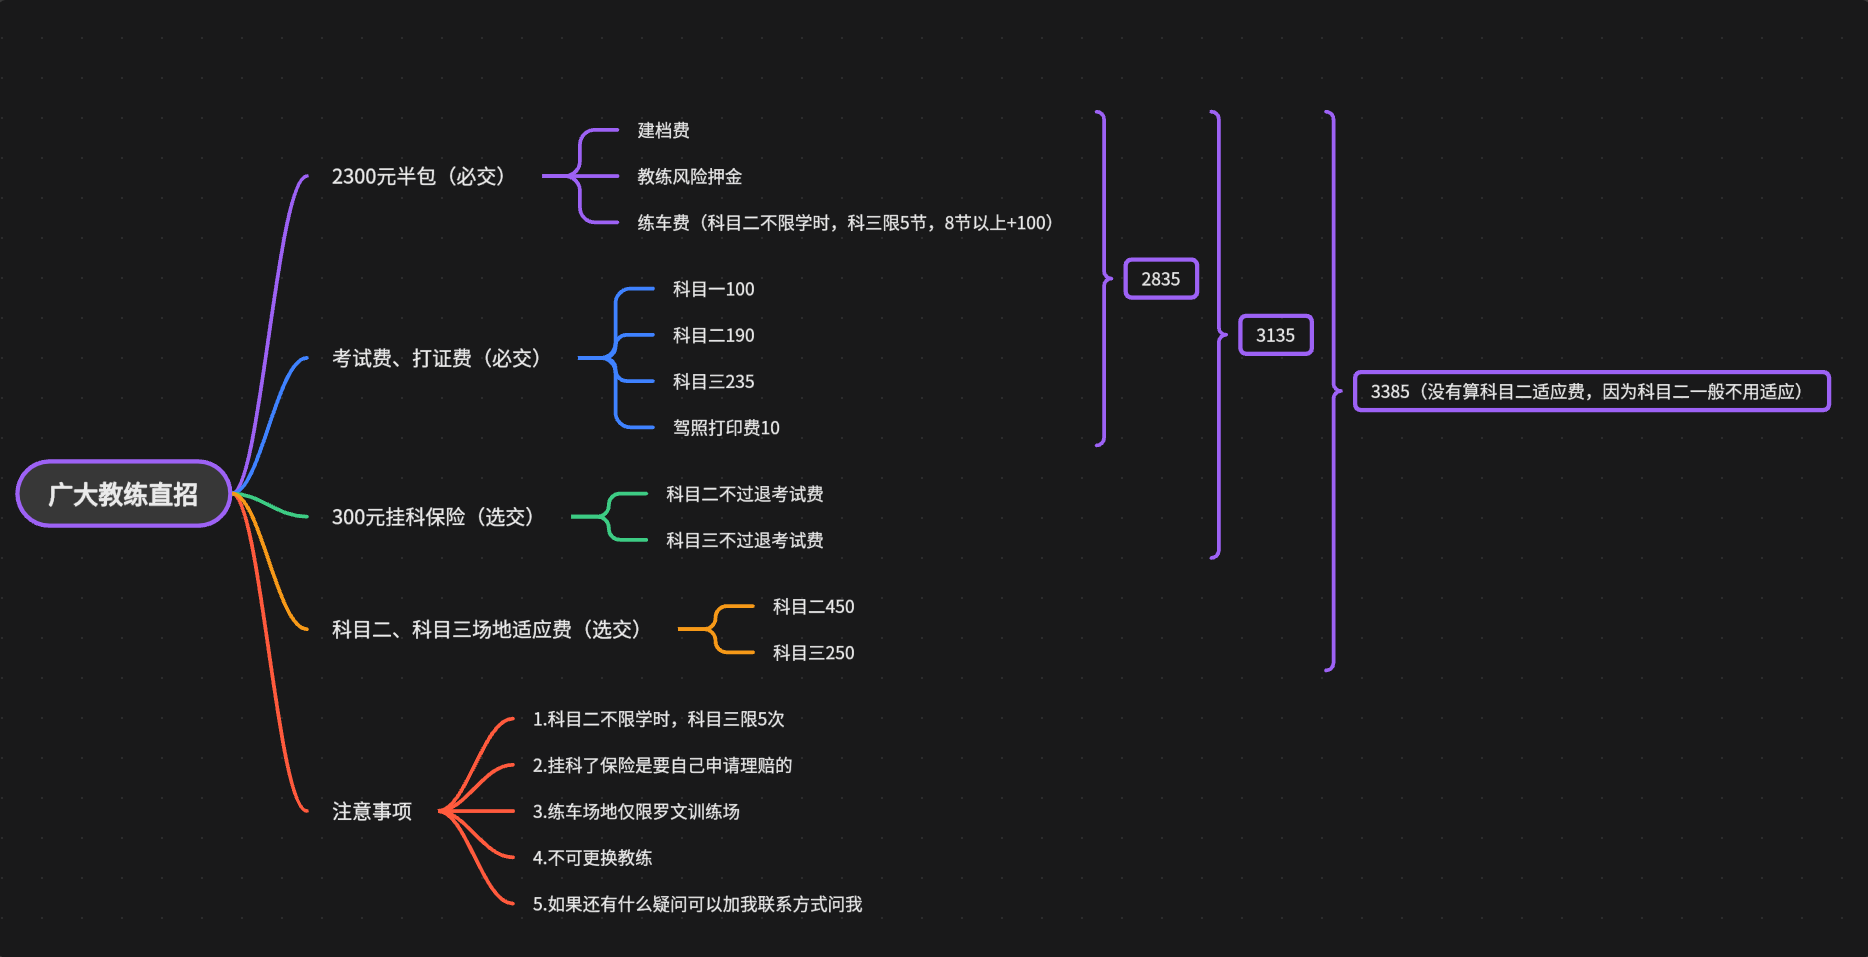 广大教练直招
2300元半包（必交）
建档费
教练风险押金
练车费（科目二不限学时，科三限5节，8节以上+100）
考试费、打证费（必交）
科目一100
科目二190
科目三235
驾照打印费10
300元挂科保险（选交）
科目二不过退考试费
科目三不过退考试费
科目二、科目三场地适应费（选交）
科目二450
科目三250
注意事项
1.科目二不限学时，科目三限5次
2.挂科了保险是要自己申请理赔的
3.练车场地仅限罗文训练场
4.不可更换教练
5.如果还有什么疑问可以加我联系方式问我
2835
3135
3385（没有算科目二适应费，因为科目二一般不用适应）